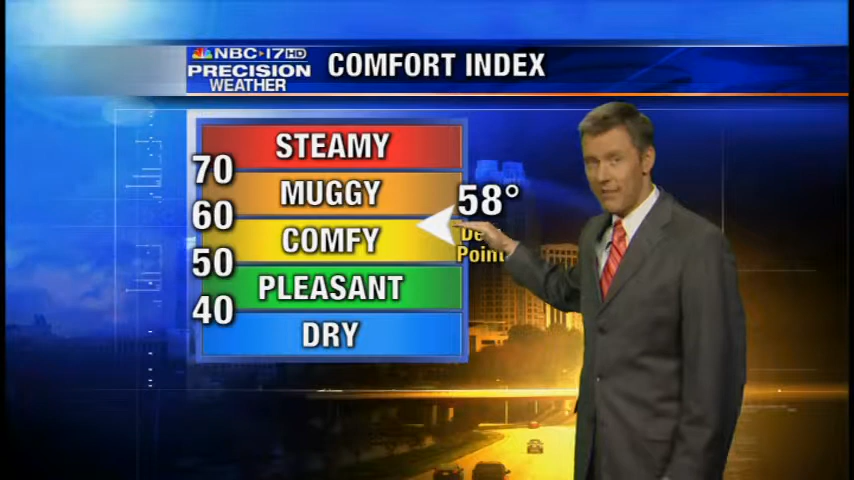 NBC 17 HD
PRECISION
WEATHER
COMFORT INDEX
STEAMY
70
MUGGY
60
COMFY
50
PLEASANT
40
DRY
58°
Point